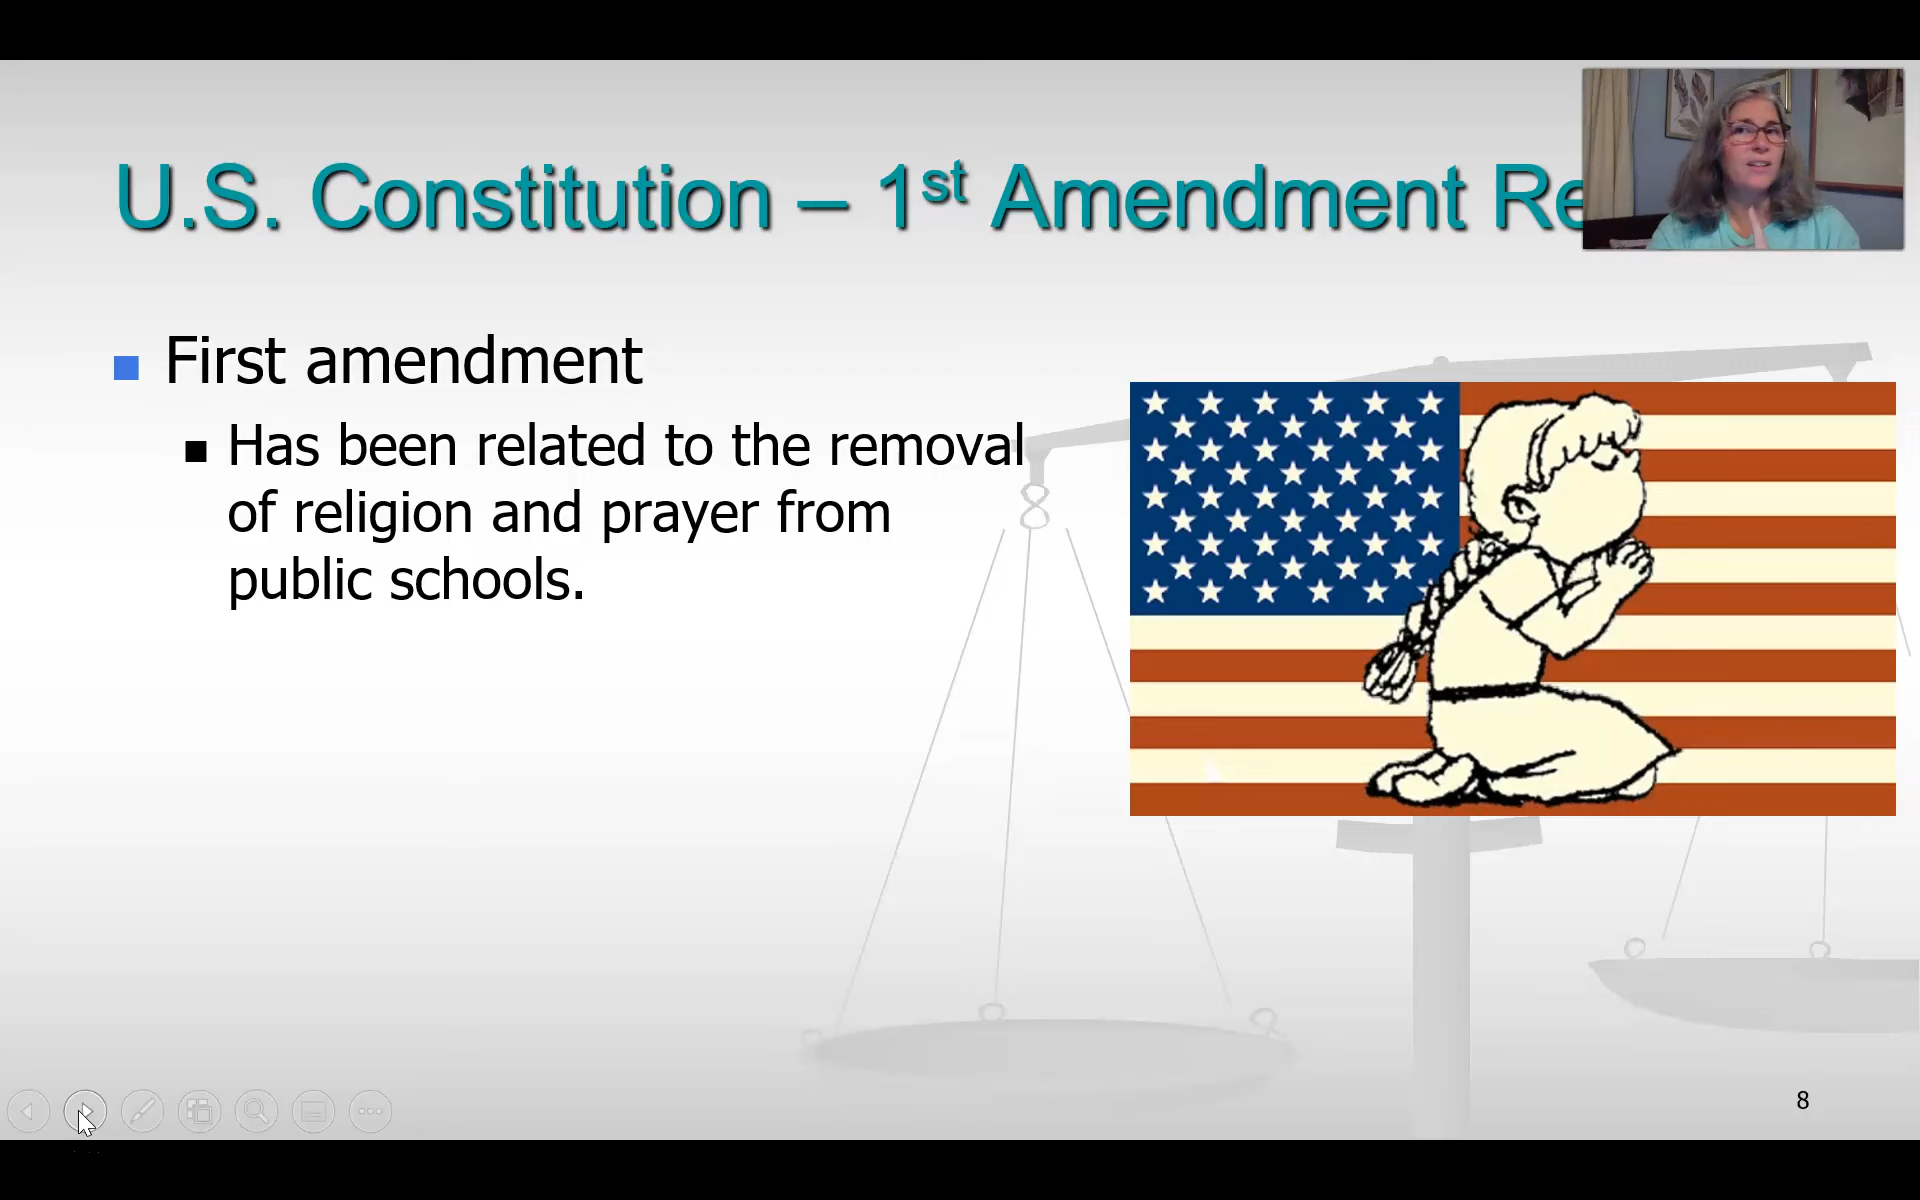 U.S. Constitution – 1st Amendment Re
First amendment
Has been related to the removal
of religion and prayer from
public schools.
8